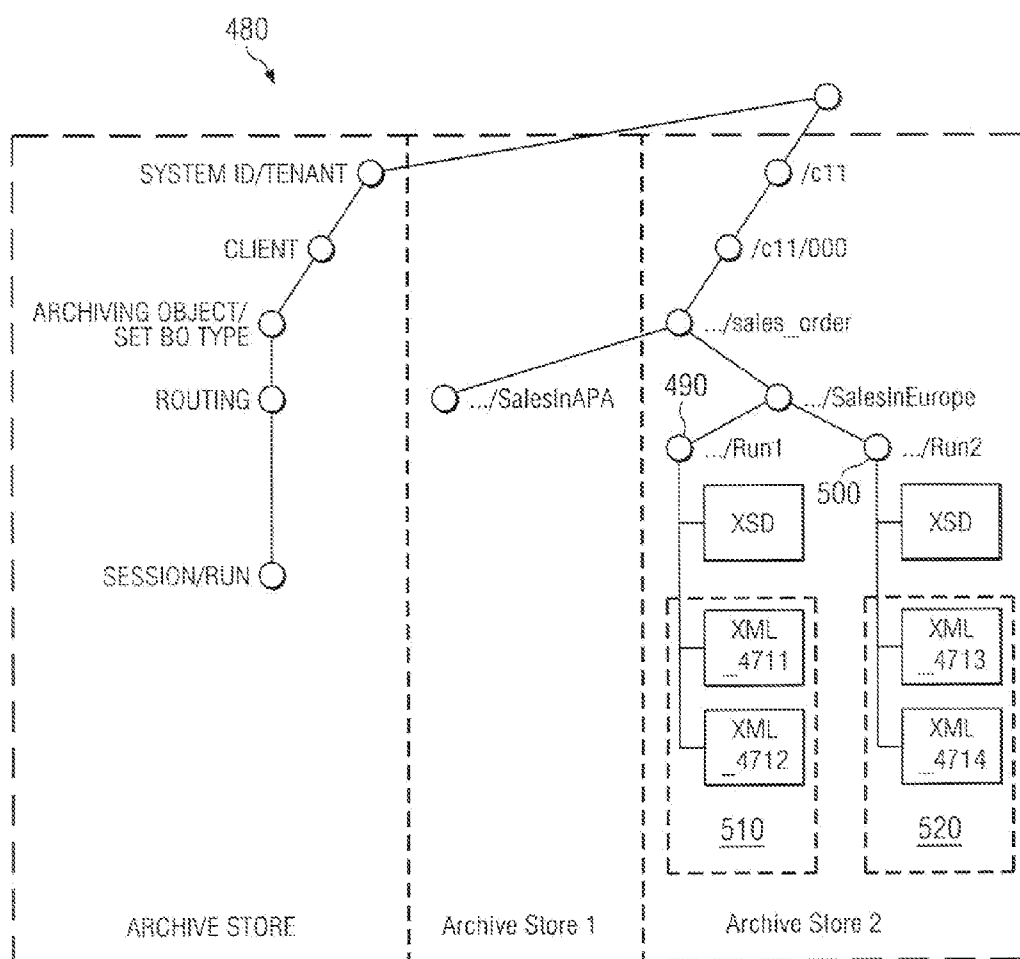 480
SYSTEM ID/TENANT
/c11
CLIENT
/c11/000
ARCHIVING OBJECT/
SET BO TYPE
.../sales_order
ROUTING
.../SalesInAPA
.../SalesInEurope
490
.../Run1
.../Run2
500
XSD
XSD
SESSION/RUN
XML
_4711
XML
_4713
XML
_4712
XML
_4714
510
520
ARCHIVE STORE
Archive Store 1
Archive Store 2